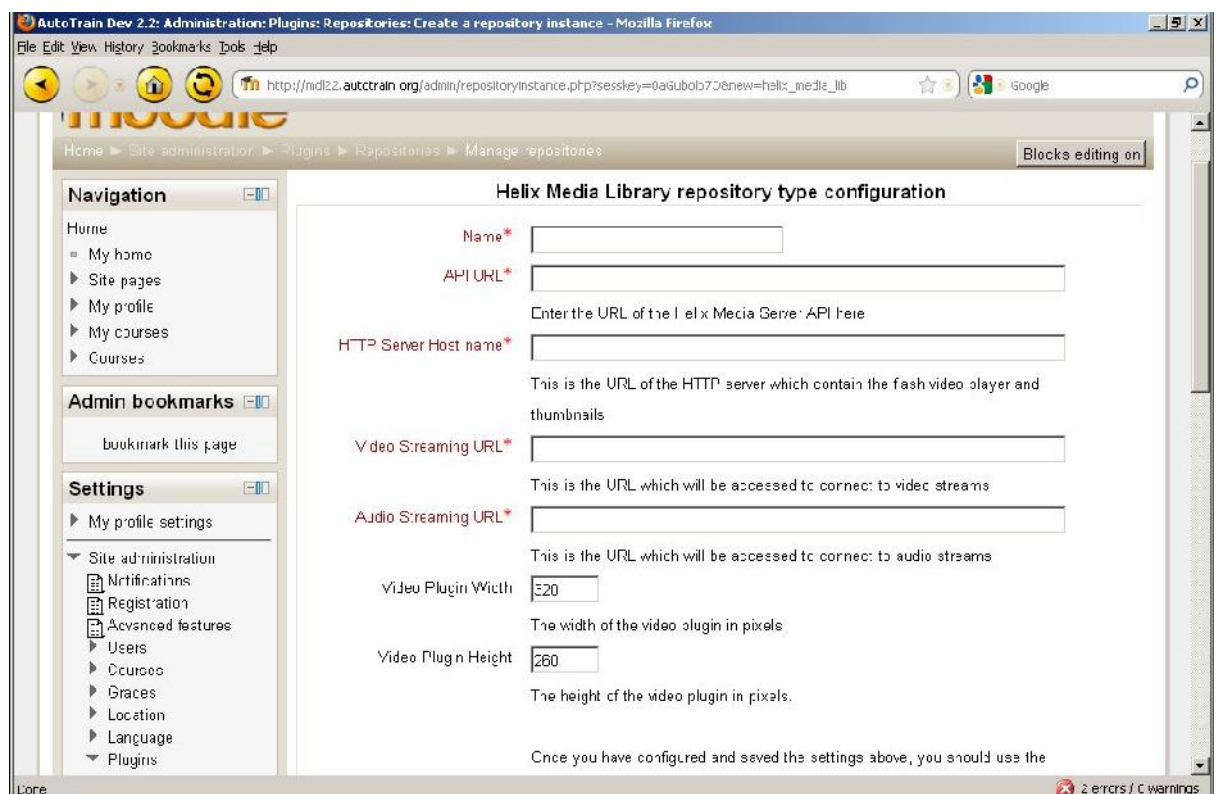 AutoTrain Dev 2.2: Administration: Plugins: Repositories: Create a repository instance - Mozilla Firefox
File Edit View History Bookmarks Tools Help
Google
moodle
Home ► Site administration ► Plugins ► Repositories ► Manage repositories
Blocks editing on
Navigation
Home
My home
Site pages
My profile
My courses
Courses
Admin bookmarks
bookmark this page
Settings
My profile settings
Site administration
Notifications
Registration
Advanced features
Users
Courses
Grades
Location
Language
Plugins
Helix Media Library repository type configuration
Name*
API URL*
Enter the URL of the Helix Media Server API here
HTTP Server Host name*
This is the URL of the HTTP server which contain the flash video player and
thumbnails
Video Streaming URL*
This is the URL which will be accessed to connect to video streams
Audio Streaming URL*
This is the URL which will be accessed to connect to audio streams
Video Plugin Width
320
The width of the video plugin in pixels
Video Plugin Height
260
The height of the video plugin in pixels.
Once you have configured and saved the settings above, you should use the
Done
2 errors / 0 warnings